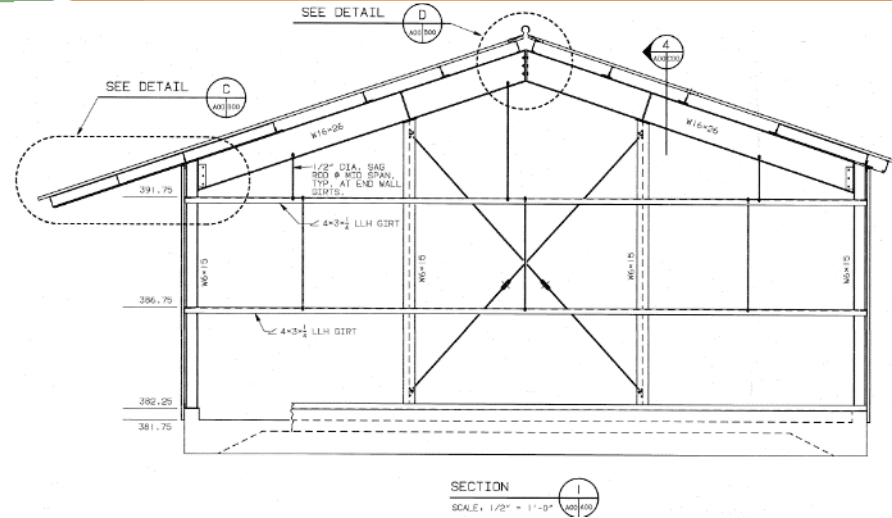 SEE DETAIL
D
A00 500
SEE DETAIL
C
A00 500
4
W16×26
W16×26
1/2" DIA. SAG
ROD @ MID SPAN,
TYP. AT END WALL
GIRTS.
391.75
∠ 4×3×1/4 LLH GIRT
W6×15
W6×15
W6×15
W6×15
386.75
∠ 4×3×1/4 LLH GIRT
382.25
381.75
SECTION
1
SCALE, 1/2" = 1'-0"
A00 400